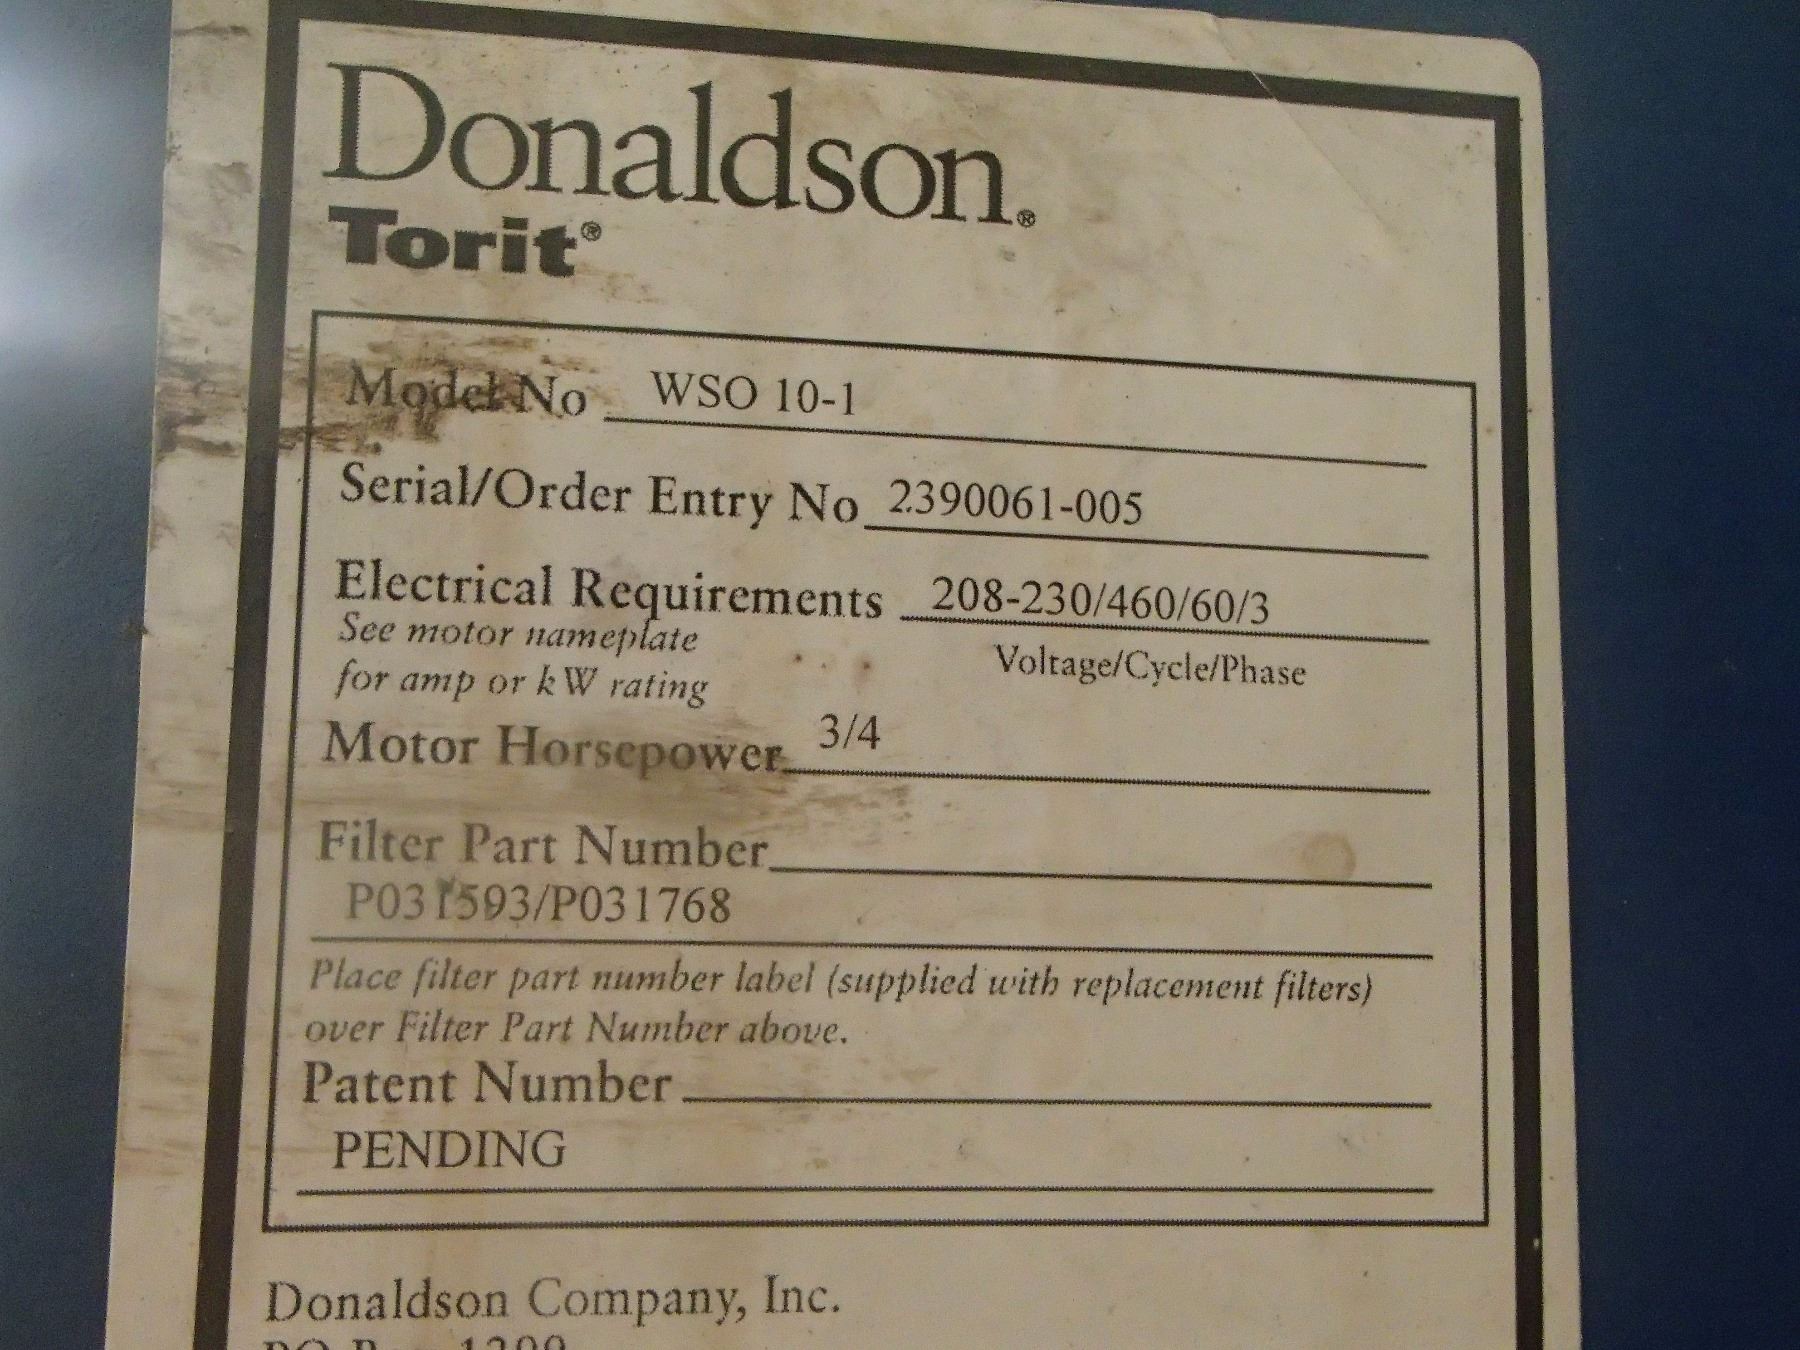 Donaldson®
Torit®
Model No WSO 10-1
Serial/Order Entry No 2390061-005
Electrical Requirements 208-230/460/60/3
See motor nameplate
Voltage/Cycle/Phase
for amp or kW rating
Motor Horsepower 3/4
Filter Part Number
P031593/P031768
Place filter part number label (supplied with replacement filters)
over Filter Part Number above.
Patent Number
PENDING
Donaldson Company, Inc.
PO Box 1299